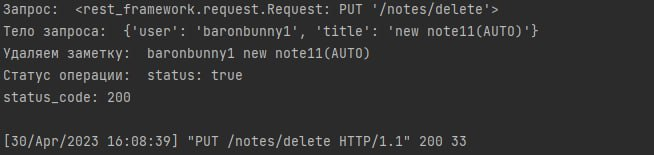 Запрос:  <rest_framework.request.Request: PUT '/notes/delete'>
Тело запроса:  {'user': 'baronbunny1', 'title': 'new note11(AUTO)'}
Удаляем заметку:  baronbunny1 new note11(AUTO)
Статус операции:  status: true
status_code: 200
[30/Apr/2023 16:08:39] "PUT /notes/delete HTTP/1.1" 200 33